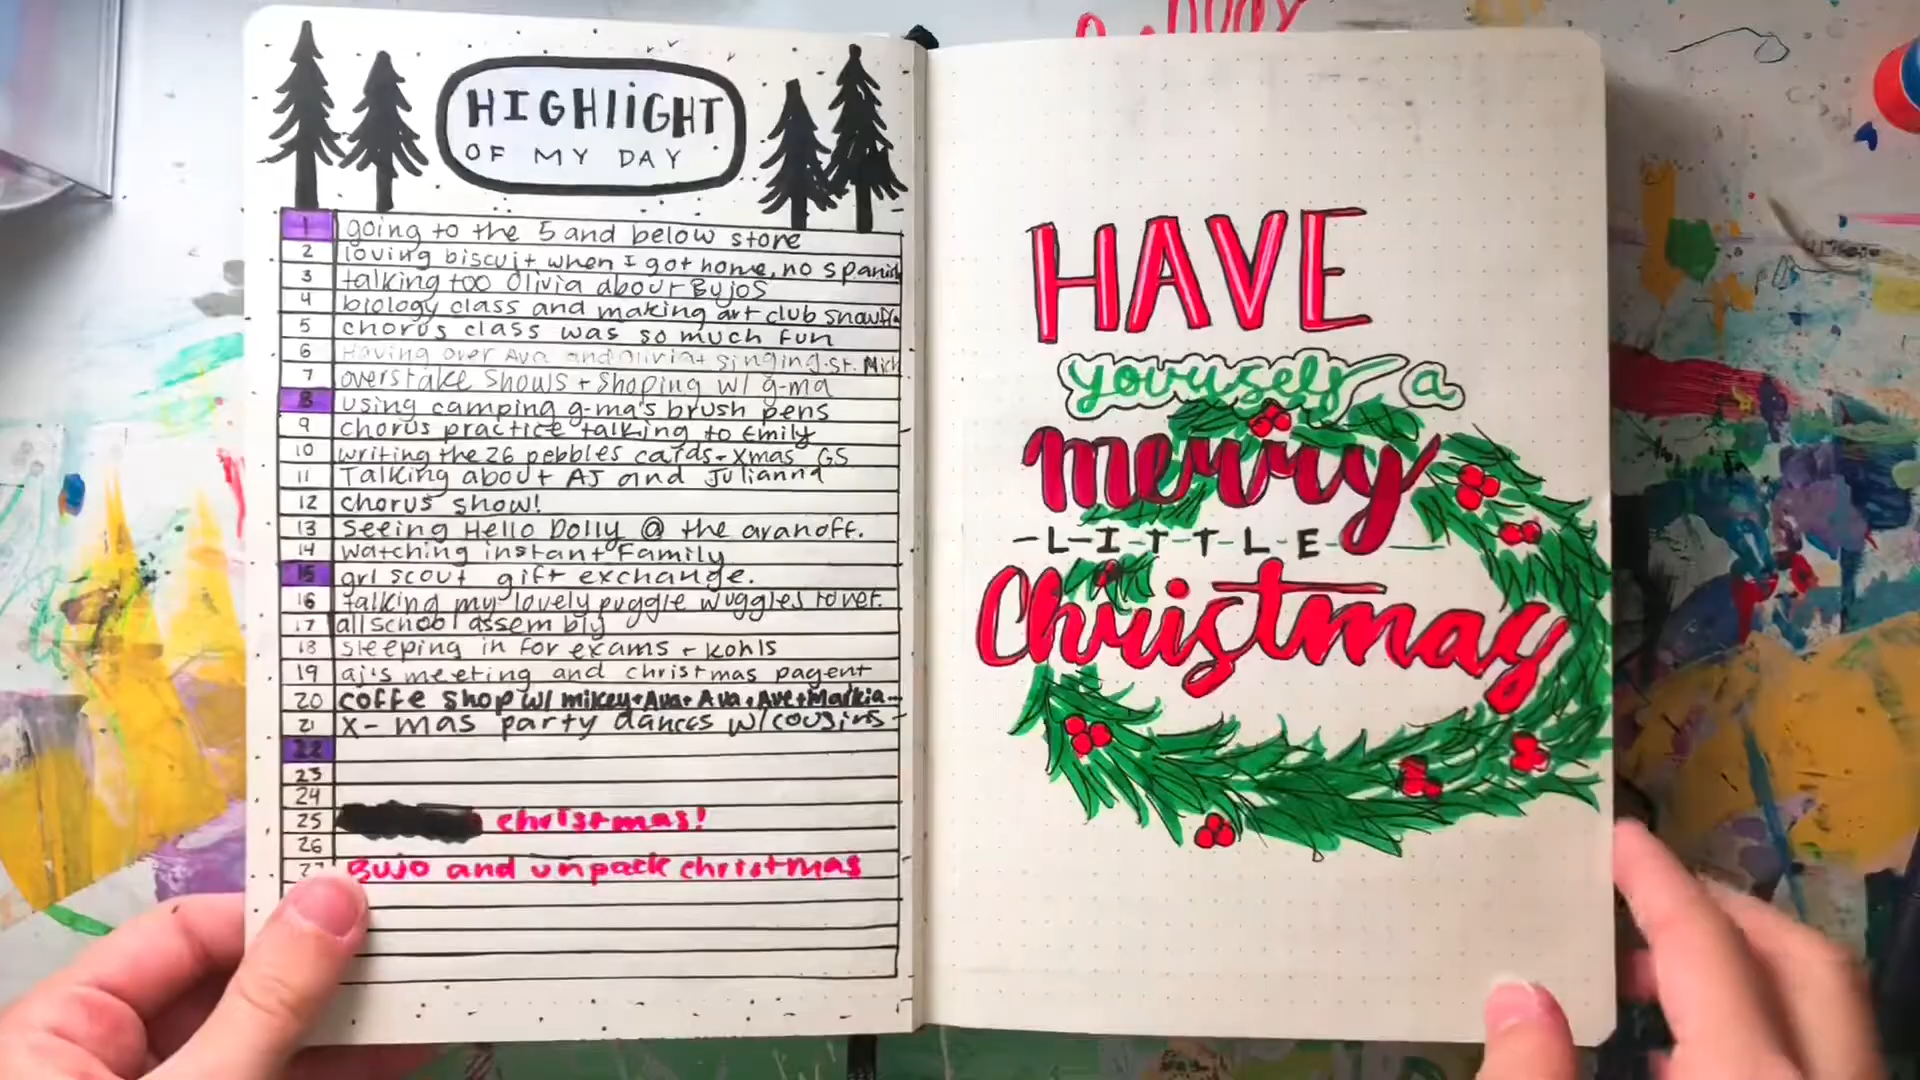 HIGHLIGHT
OF MY DAY
1 going to the 5 and below store
2 loving biscuit when I got home, no spanish
3 talking too Olivia about BujoS
4 biology class and making art club snowfla
5 chorus class was so much fun
6 Having over Ava and Olivia+ singing.St. Mich
7 overstake shows + shoping w/ g-ma
8 using camping g-ma's brush pens
9 chorus practice talking to Emily
10 writing the 26 pebbles cards-xmas GS
11 Talking about AJ and Julianna
12 chorus show!
13 Seeing Hello Dolly @ the aranoff.
14 watching instant Family
15 grl scout gift exchange.
16 talking my lovely puggle wuggles to vet.
17 allschool assembly
18 sleeping in for exams + kohls
19 aj's meeting and christmas pagent
20 coffe shop w/ mikey+Ava+Ava+Ave+Markia
21 X-mas party dances w/cousins
22
23
24
25 christmas!
26
27 Bujo and unpack christmas
HAVE
youruself a
merry
-L-I-T-T-L-E-
Christmas